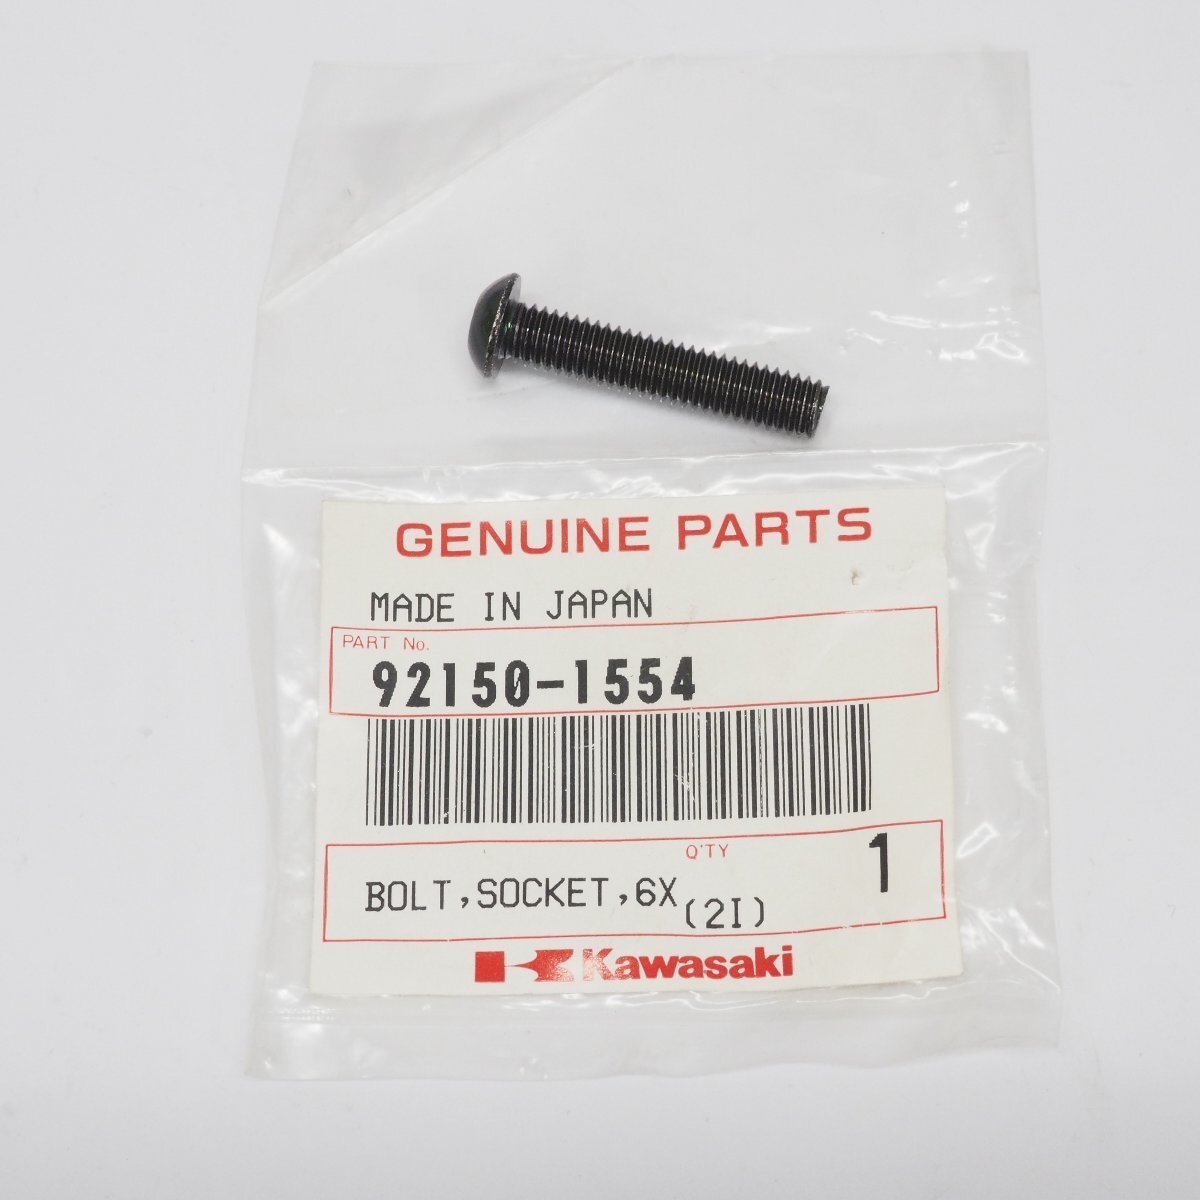 GENUINE PARTS
MADE IN JAPAN
PART No.
92150-1554
Q'TY
BOLT,SOCKET,6X
(2I)
1
Kawasaki